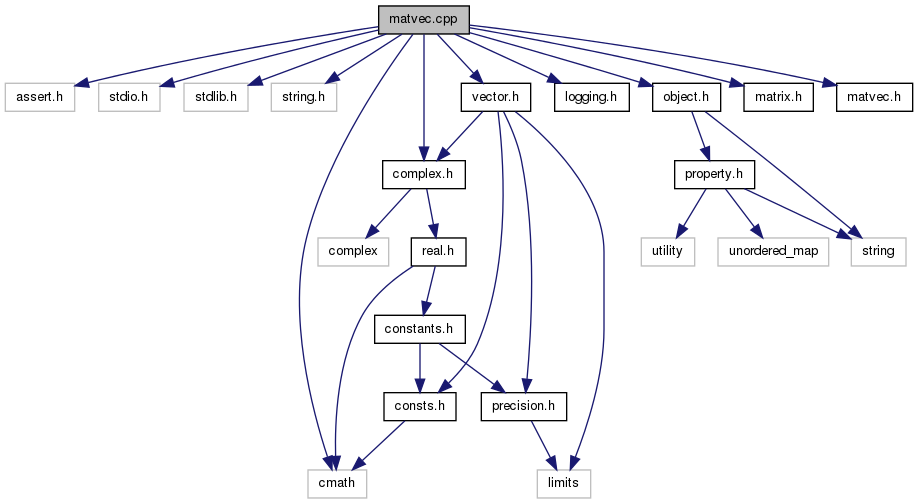 matvec.cpp
assert.h
stdio.h
stdlib.h
string.h
vector.h
logging.h
object.h
matrix.h
matvec.h
complex.h
property.h
complex
real.h
utility
unordered_map
string
constants.h
consts.h
precision.h
cmath
limits